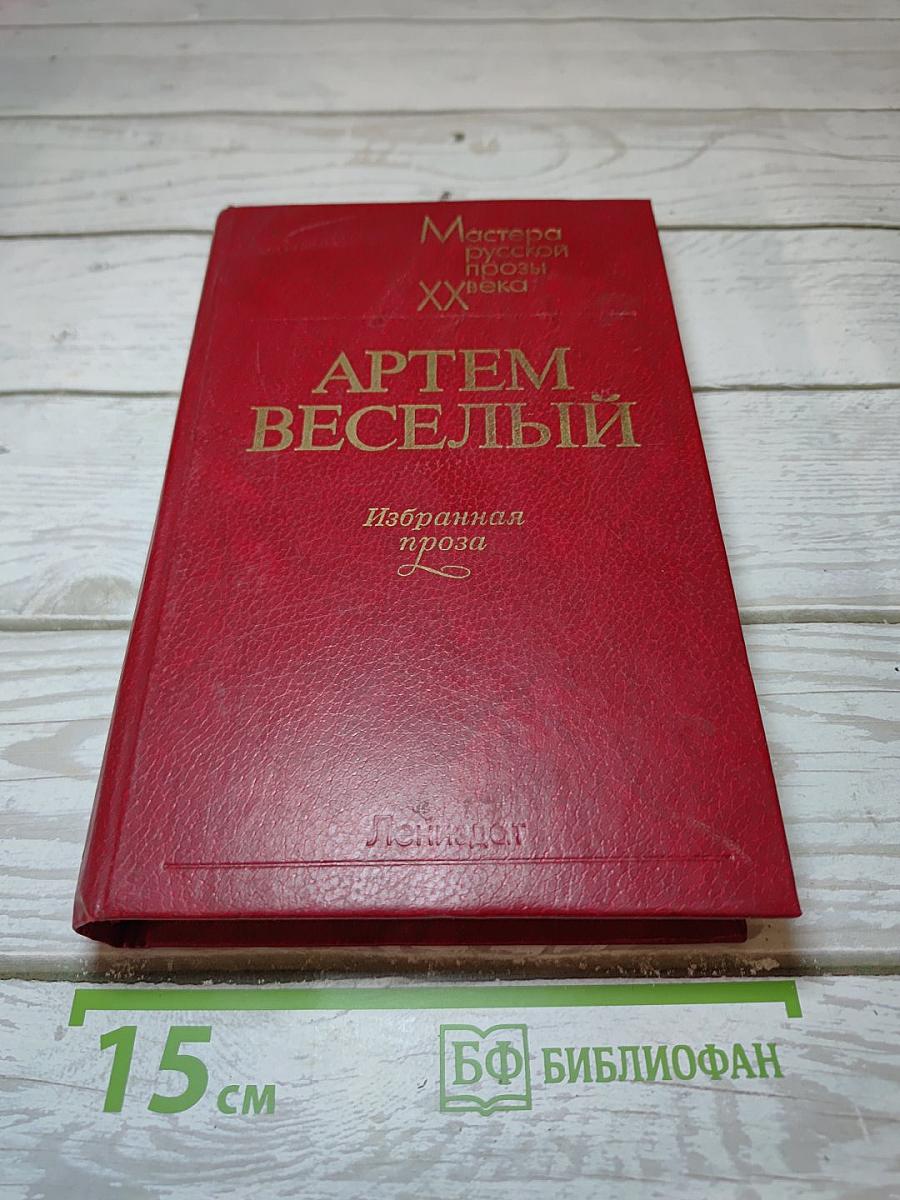 Мастера
русской
прозы
XX века
АРТЕМ
ВЕСЕЛЫЙ
Избранная
проза
Лениздат
15 см
БФ БИБЛИОФАН